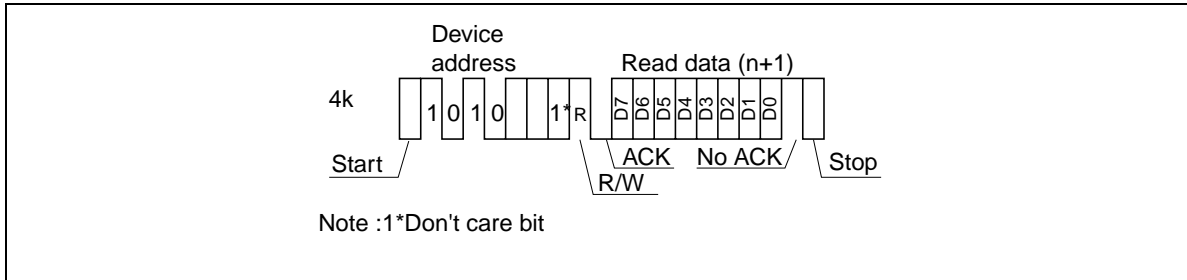 Device
address
Read data (n+1)
4k
1 0 1 0 1* R D7 D6 D5 D4 D3 D2 D1 D0
Start
ACK
No ACK
Stop
R/W
Note :1*Don't care bit